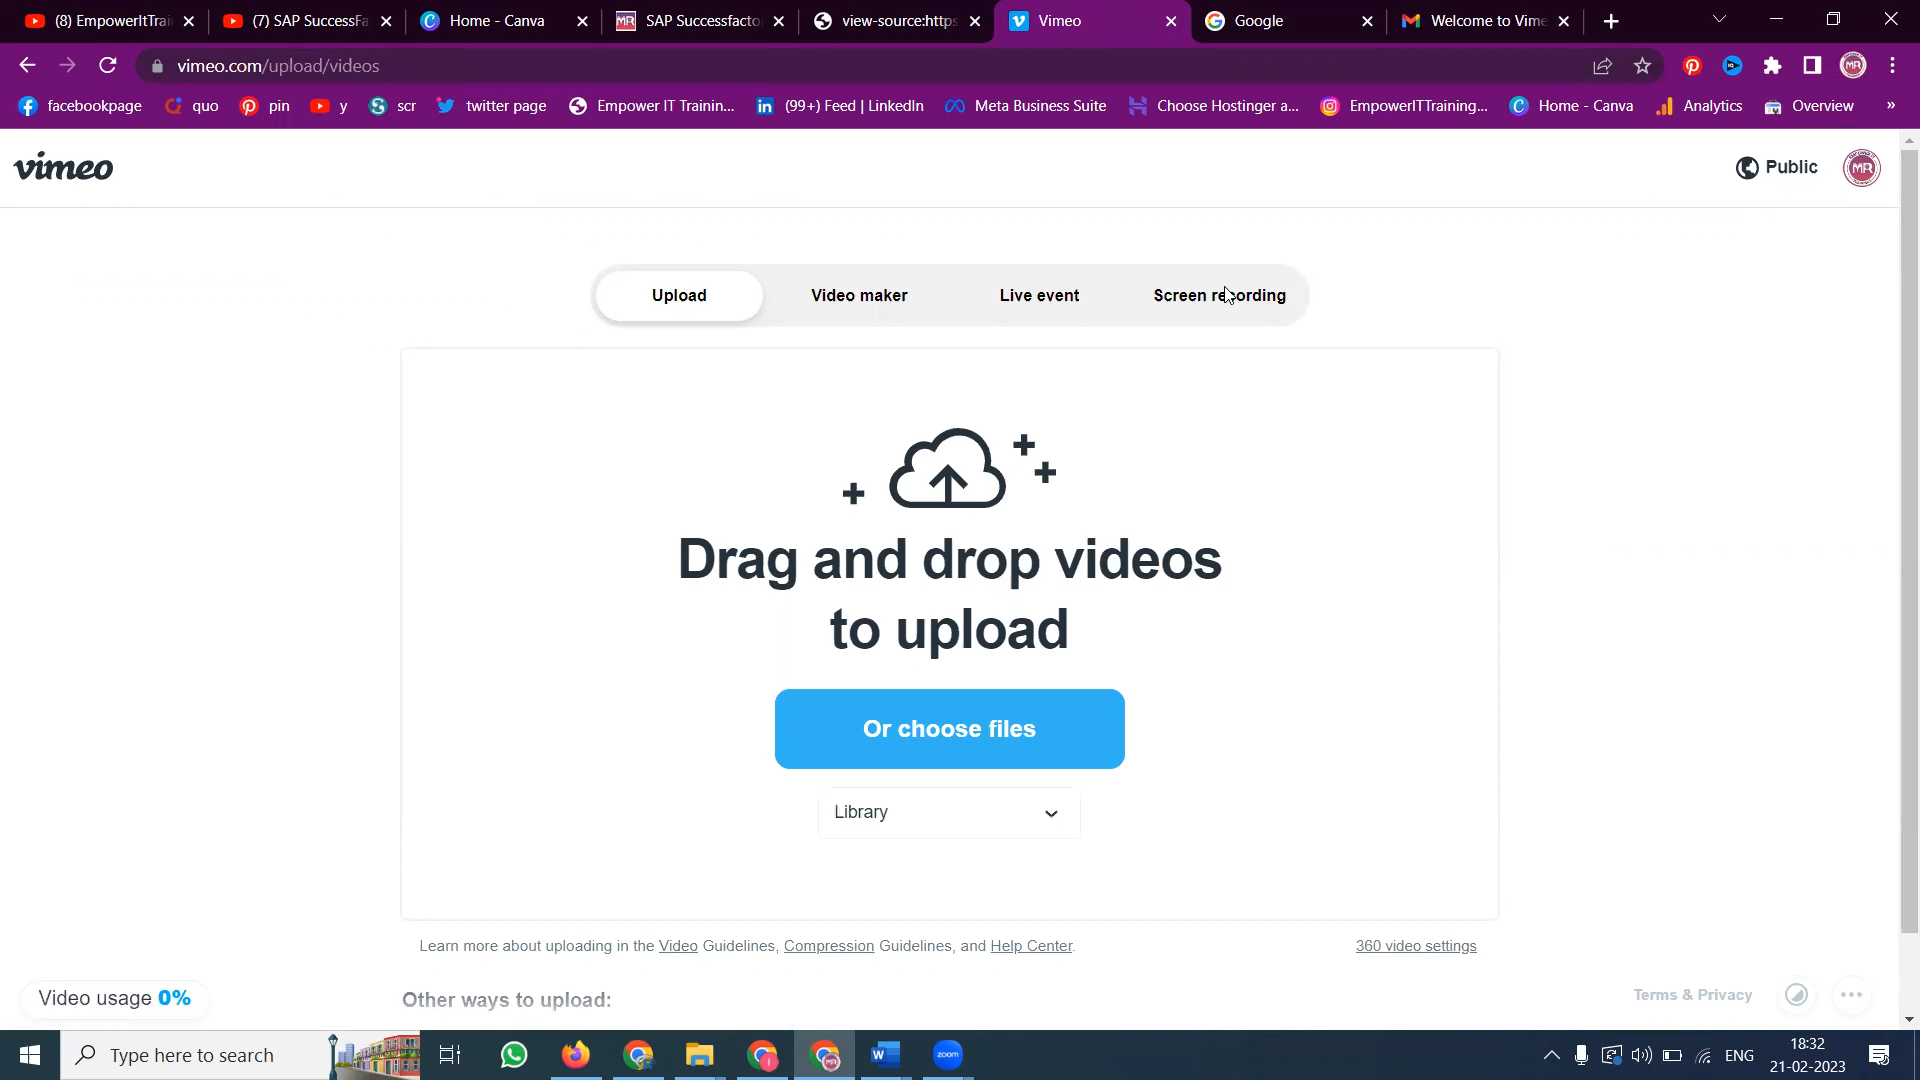 (8) EmpowerItTrai
(7) SAP SuccessFa
Home - Canva
MR SAP Successfacto
view-source:https
Vimeo
Google
Welcome to Vime
vimeo.com/upload/videos
MR
facebookpage
quo
pin
y
scr
twitter page
Empower IT Trainin...
(99+) Feed | LinkedIn
Meta Business Suite
Choose Hostinger a...
EmpowerITTraining...
Home - Canva
Analytics
Overview
»
vimeo
Public
MR
Upload
Video maker
Live event
Screen recording
Drag and drop videos
to upload
Or choose files
Library
Learn more about uploading in the Video Guidelines, Compression Guidelines, and Help Center.
360 video settings
Video usage 0%
Other ways to upload:
Terms & Privacy
Type here to search
zoom
ENG
18:32
21-02-2023